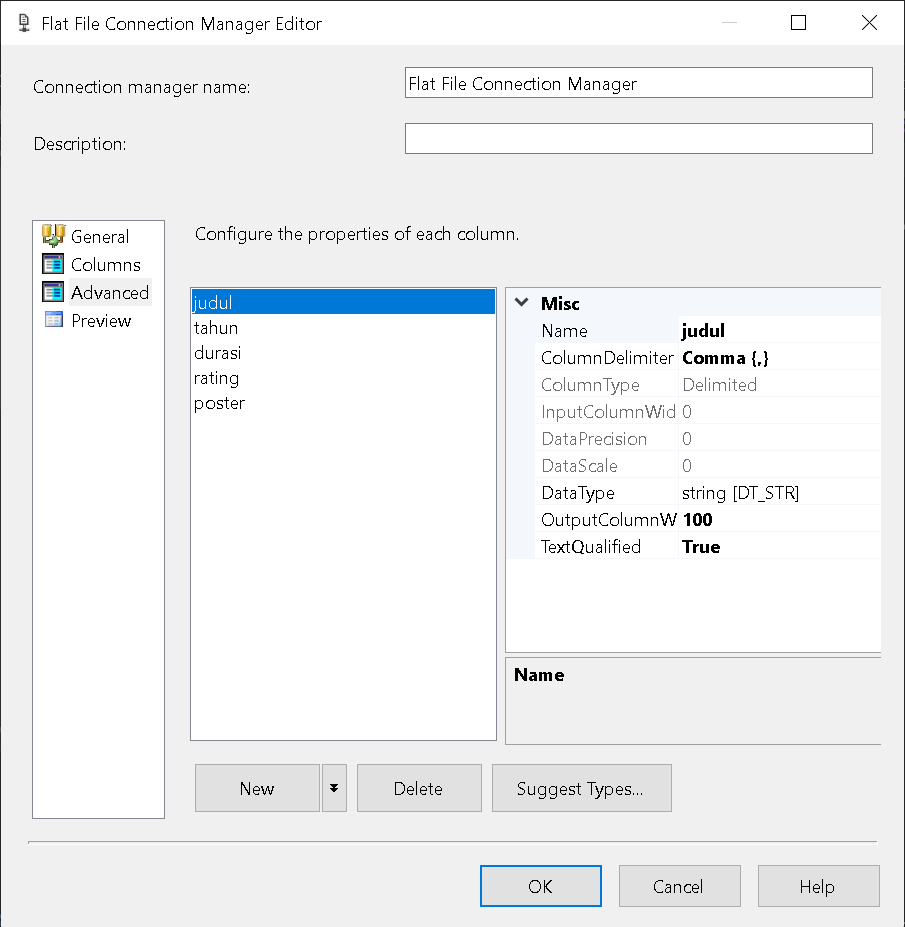 Flat File Connection Manager Editor
Connection manager name: Flat File Connection Manager
Description:
General
Columns
Advanced
Preview
Configure the properties of each column.
judul
tahun
durasi
rating
poster
Misc
Name judul
ColumnDelimiter Comma {,}
ColumnType Delimited
InputColumnWid 0
DataPrecision 0
DataScale 0
DataType string [DT_STR]
OutputColumnW 100
TextQualified True
Name
New Delete Suggest Types...
OK Cancel Help